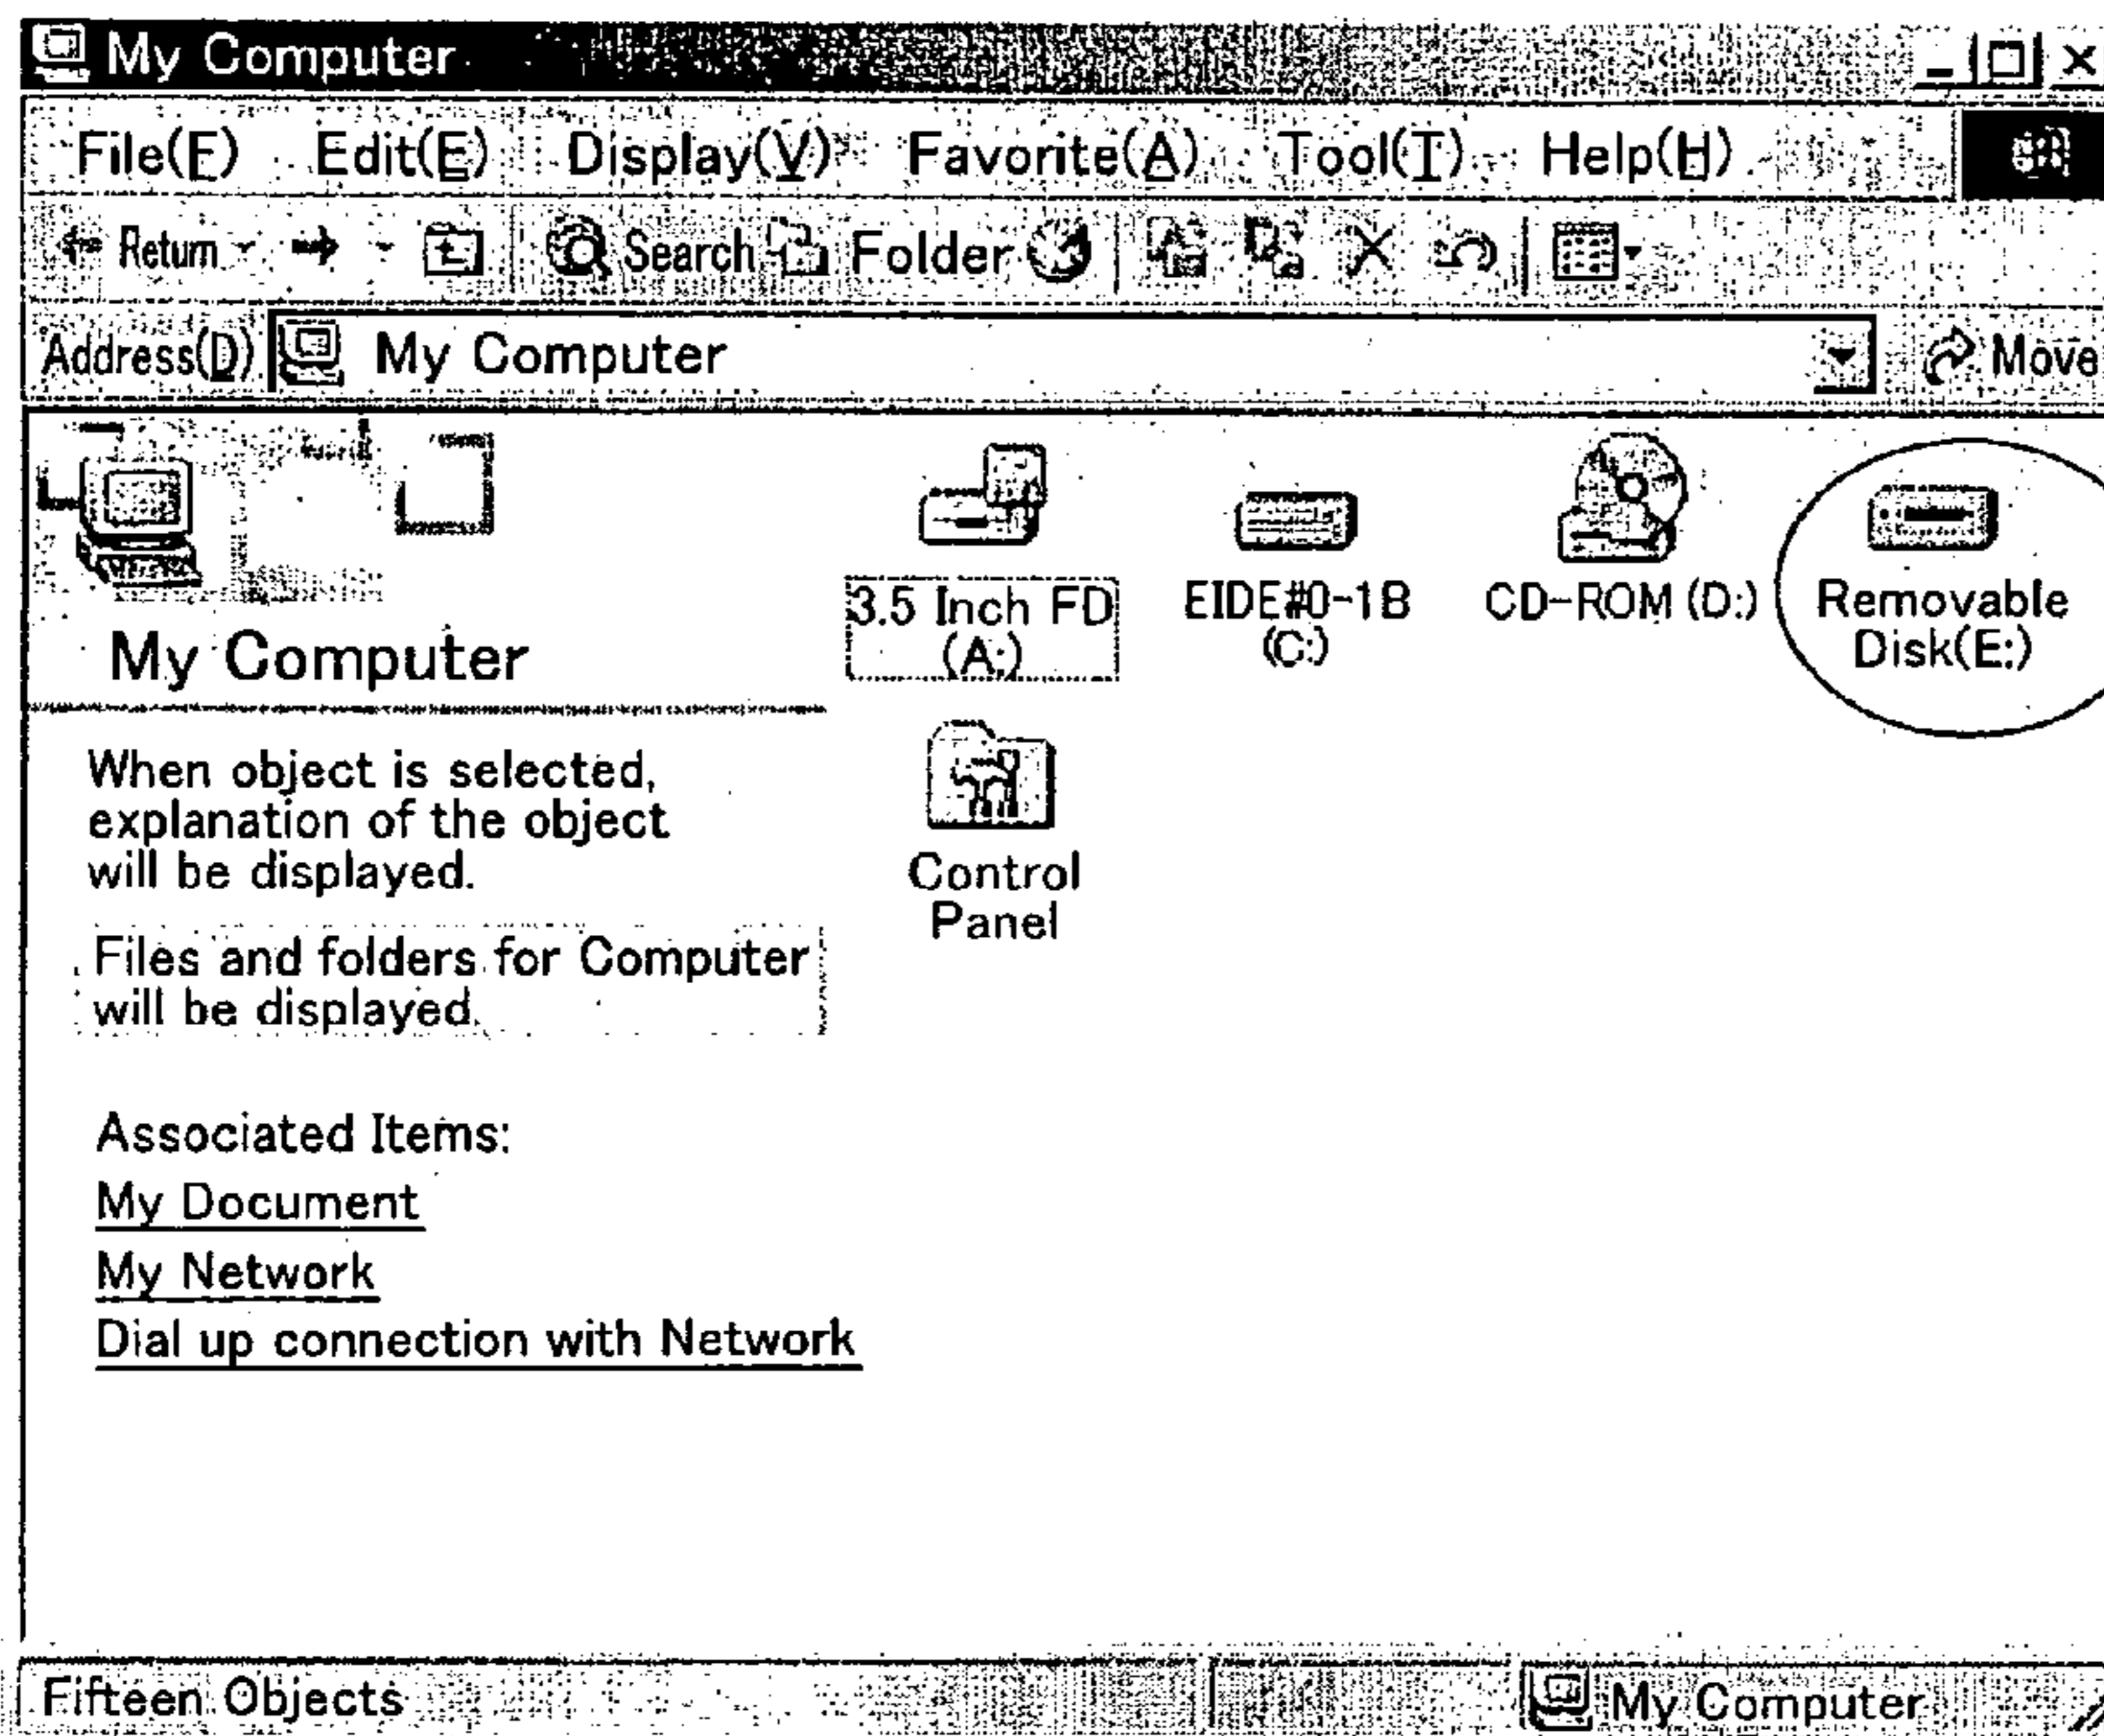 My Computer
File(F) Edit(E) Display(V) Favorite(A) Tool(T) Help(H)
Return Search Folder
Address(D) My Computer Move
3.5 Inch FD
(A:)
EIDE#0-1B
(C:)
CD-ROM (D:)
Removable
Disk(E:)
My Computer
When object is selected,
explanation of the object
will be displayed.
Control
Panel
Files and folders for Computer
will be displayed.
Associated Items:
My Document
My Network
Dial up connection with Network
Fifteen Objects My Computer